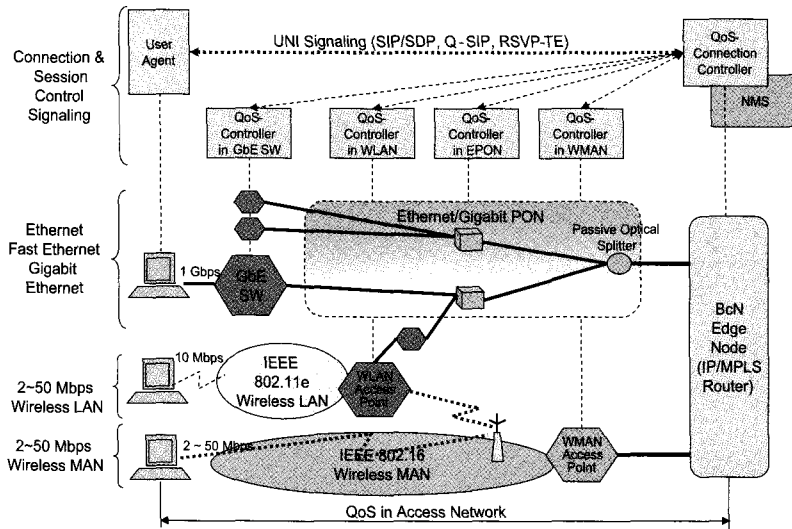 Connection &
Session
Control
Signaling
User
Agent
UNI Signaling (SIP/SDP, Q-SIP, RSVP-TE)
QoS-
Connection
Controller
NMS
QoS-
Controller
in GbE SW
QoS-
Controller
in WLAN
QoS-
Controller
in EPON
QoS-
Controller
in WMAN
Ethernet
Fast Ethernet
Gigabit
Ethernet
1 Gbps
GbE
SW
Ethernet/Gigabit PON
Passive Optical
Splitter
BcN
Edge
Node
(IP/MPLS
Router)
2~50 Mbps
Wireless LAN
10 Mbps
IEEE
802.11e
Wireless LAN
WLAN
Access
Point
2~50 Mbps
Wireless MAN
2~50 Mbps
IEEE 802.16
Wireless MAN
WMAN
Access
Point
QoS in Access Network